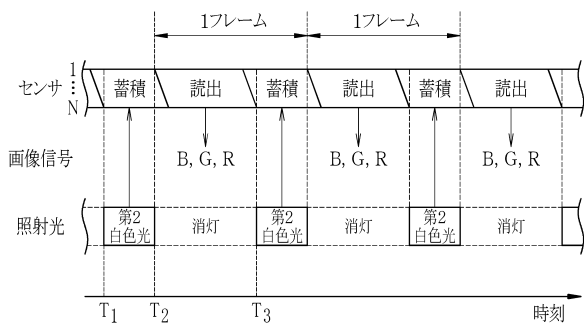 1フレーム 1フレーム
1
センサ ⋮ 蓄積 読出 蓄積 読出 蓄積 読出
N
画像信号 B, G, R B, G, R B, G, R
照射光 第2白色光 消灯 第2白色光 消灯 第2白色光 消灯
T1 T2 T3 時刻